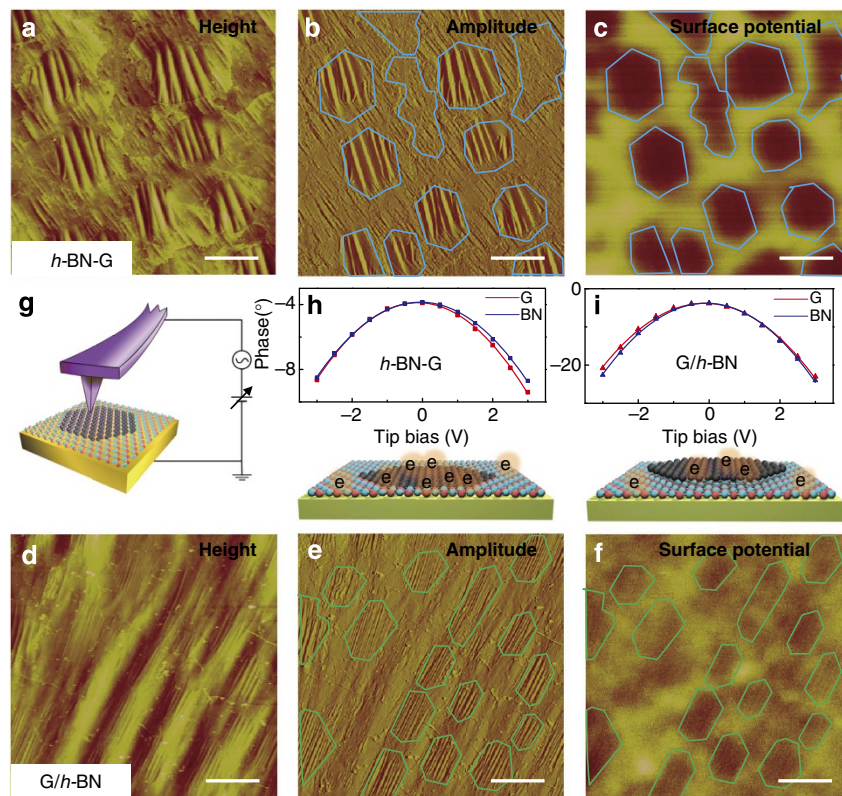 a Height
b Amplitude
c Surface potential
h-BN-G
g
h
G
BN
Phase(°)
−4
−8
h-BN-G
−2 0 2
Tip bias (V)
i
0
−20
G
BN
G/h-BN
−2 0 2
Tip bias (V)
e e e e e e e e
e e e e e
d Height
e Amplitude
f Surface potential
G/h-BN